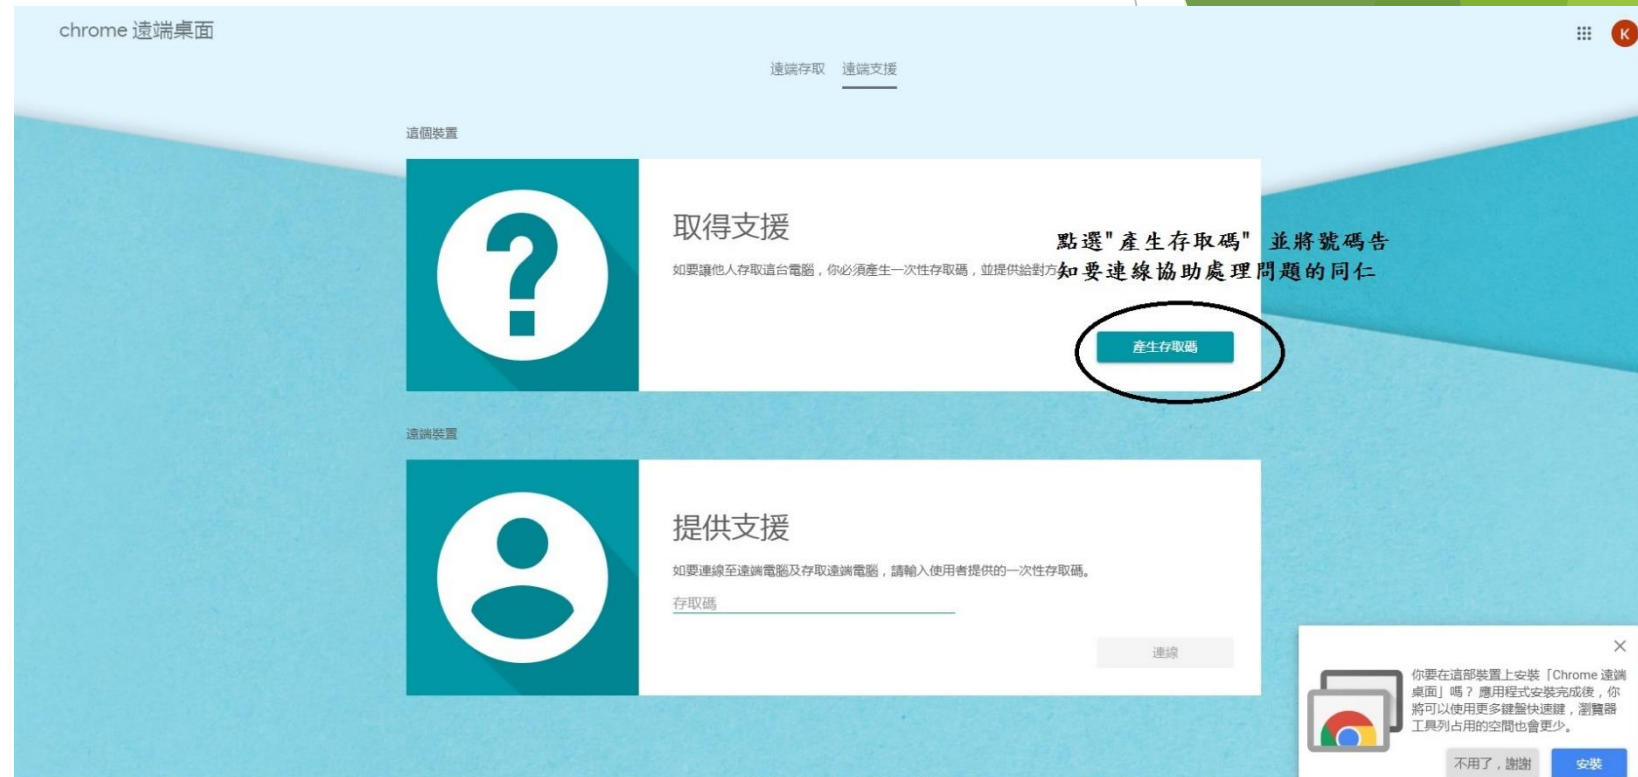 chrome 遠端桌面
K
遠端存取 遠端支援
這個裝置
取得支援
如要讓他人存取這台電腦，你必須產生一次性存取碼，並提供給對方
點選"產生存取碼" 並將號碼告
知要連線協助處理問題的同仁
產生存取碼
遠端裝置
提供支援
如要連線至遠端電腦及存取遠端電腦，請輸入使用者提供的一次性存取碼。
存取碼
連線
你要在這部裝置上安裝「Chrome 遠端
桌面」嗎？應用程式安裝完成後，你
將可以使用更多鍵盤快速鍵，瀏覽器
工具列占用的空間也會更少。
不用了，謝謝
安裝